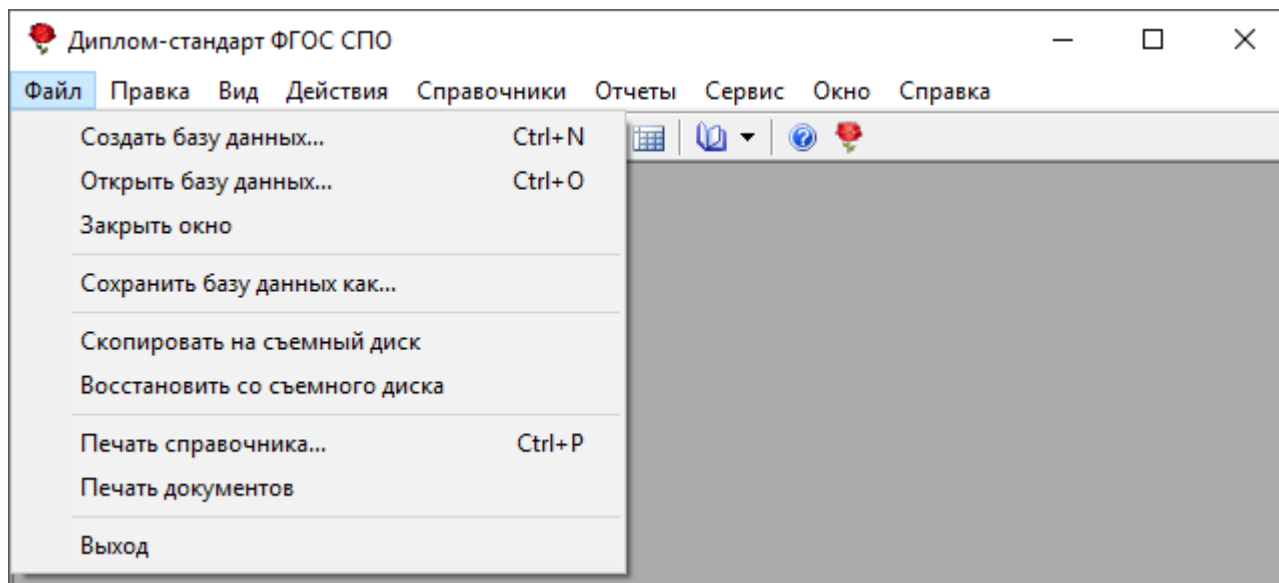 Диплом-стандарт ФГОС СПО
Файл Правка Вид Действия Справочники Отчеты Сервис Окно Справка
Создать базу данных... Ctrl+N
Открыть базу данных... Ctrl+O
Закрыть окно
Сохранить базу данных как...
Скопировать на съемный диск
Восстановить со съемного диска
Печать справочника... Ctrl+P
Печать документов
Выход